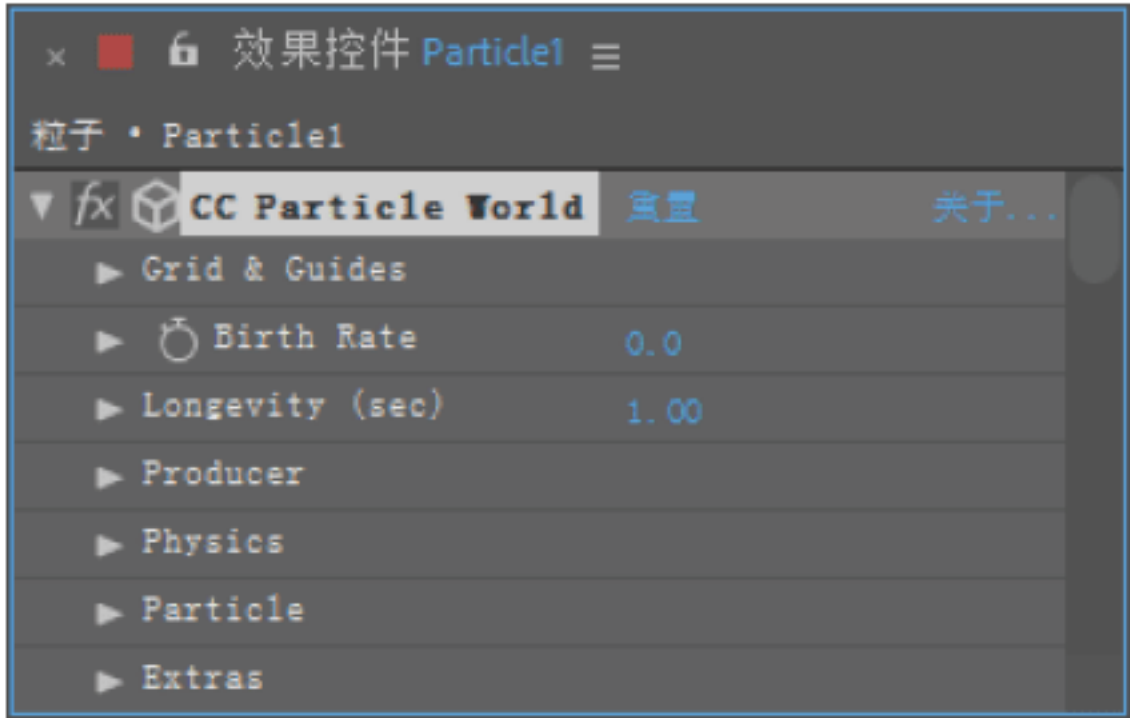 效果控件 Particle1
粒子 • Particle1
fx CC Particle World 重置 关于...
Grid & Guides
Birth Rate 0.0
Longevity (sec) 1.00
Producer
Physics
Particle
Extras